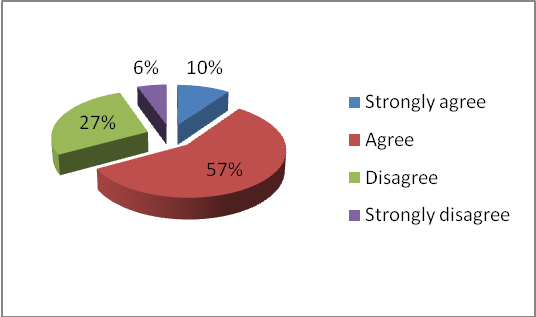 6%
10%
27%
57%
Strongly agree
Agree
Disagree
Strongly disagree